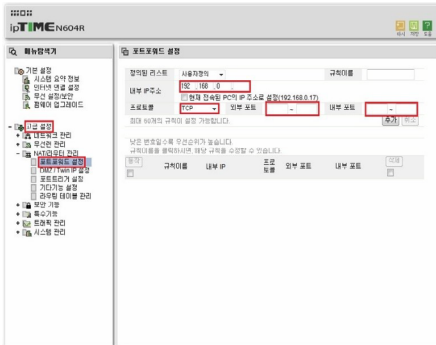 ipTIME N604R
메뉴탐색기
기본 설정
시스템 요약 정보
인터넷 연결 설정
무선 설정/보안
펌웨어 업그레이드
고급 설정
네트워크 관리
무선랜 관리
NAT/라우터 관리
포트포워드 설정
DMZ / Twin IP 설정
포트트리거 설정
기타기능 설정
라우팅 테이블 관리
보안 기능
특수기능
트래픽 관리
시스템 관리
포트포워드 설정
정의된 리스트 사용자정의 규칙이름
내부 IP주소 192 .168 .0 .
현재 접속된 PC의 IP 주소로 설정(192.168.0.17)
프로토콜 TCP 외부 포트 ~ 내부 포트 ~
최대 60개의 규칙이 설정 가능합니다. 추가 취소
낮은 번호일수록 우선순위가 높습니다.
규칙이름을 클릭하시면, 해당 규칙을 수정할 수 있습니다.
동작 규칙이름 내부 IP 프로토콜 외부 포트 내부 포트 삭제